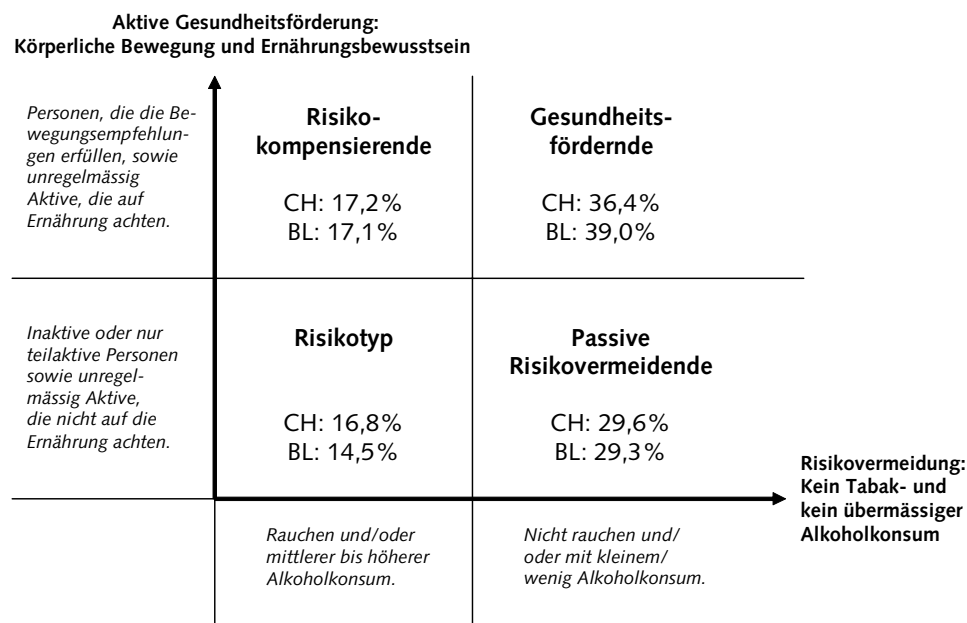 Aktive Gesundheitsförderung:
Körperliche Bewegung und Ernährungsbewusstsein
Personen, die die Be-
wegungsempfehlun-
gen erfüllen, sowie
unregelmässig
Aktive, die auf
Ernährung achten.
Risiko-
kompensierende
CH: 17,2%
BL: 17,1%
Gesundheits-
fördernde
CH: 36,4%
BL: 39,0%
Inaktive oder nur
teilaktive Personen
sowie unregel-
mässig Aktive,
die nicht auf die
Ernährung achten.
Risikotyp
CH: 16,8%
BL: 14,5%
Passive
Risikovermeidende
CH: 29,6%
BL: 29,3%
Risikovermeidung:
Kein Tabak- und
kein übermässiger
Alkoholkonsum
Rauchen und/oder
mittlerer bis höherer
Alkoholkonsum.
Nicht rauchen und/
oder mit kleinem/
wenig Alkoholkonsum.